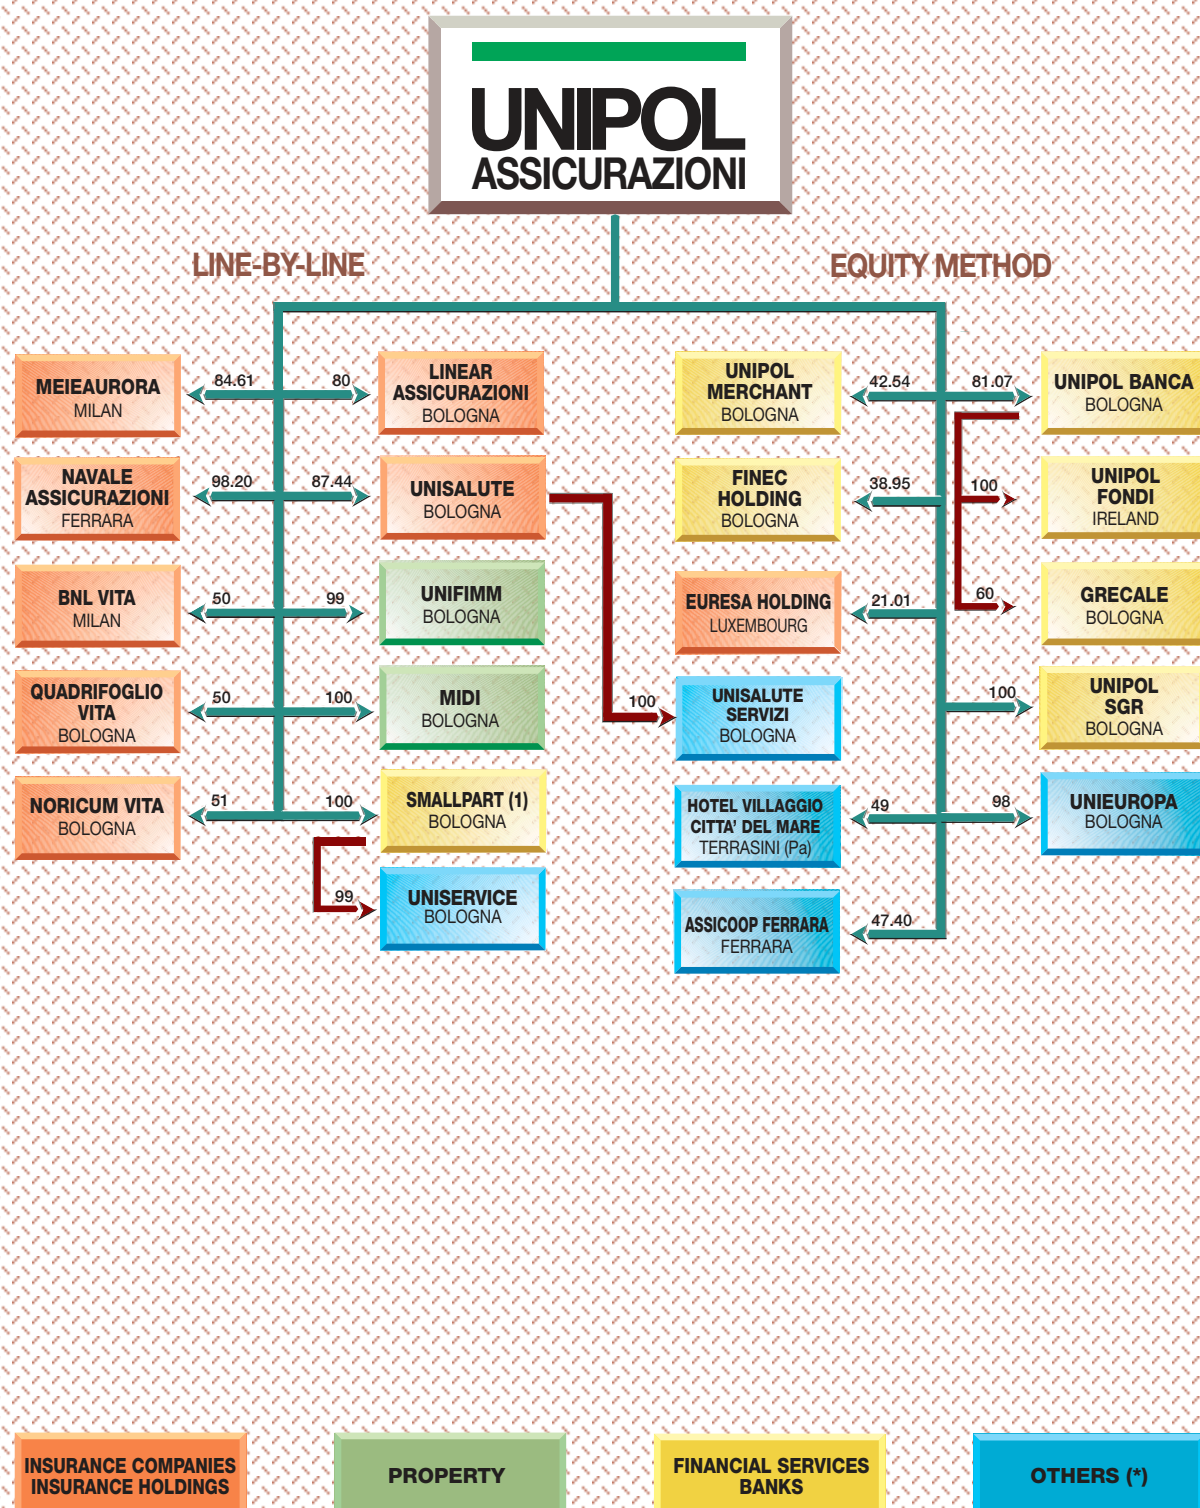 UNIPOL
ASSICURAZIONI
LINE-BY-LINE
EQUITY METHOD
MEIEAURORA
MILAN
84.61
80
LINEAR
ASSICURAZIONI
BOLOGNA
NAVALE
ASSICURAZIONI
FERRARA
98.20
87.44
UNISALUTE
BOLOGNA
BNL VITA
MILAN
50
99
UNIFIMM
BOLOGNA
QUADRIFOGLIO
VITA
BOLOGNA
50
100
MIDI
BOLOGNA
NORICUM VITA
BOLOGNA
51
100
SMALLPART (1)
BOLOGNA
99
UNISERVICE
BOLOGNA
UNIPOL
MERCHANT
BOLOGNA
42.54
81.07
UNIPOL BANCA
BOLOGNA
FINEC
HOLDING
BOLOGNA
38.95
100
UNIPOL
FONDI
IRELAND
EURESA HOLDING
LUXEMBOURG
21.01
60
GRECALE
BOLOGNA
100
UNISALUTE
SERVIZI
BOLOGNA
100
UNIPOL
SGR
BOLOGNA
HOTEL VILLAGGIO
CITTA' DEL MARE
TERRASINI (Pa)
49
98
UNIEUROPA
BOLOGNA
ASSICOOP FERRARA
FERRARA
47.40
INSURANCE COMPANIES
INSURANCE HOLDINGS
PROPERTY
FINANCIAL SERVICES
BANKS
OTHERS (*)